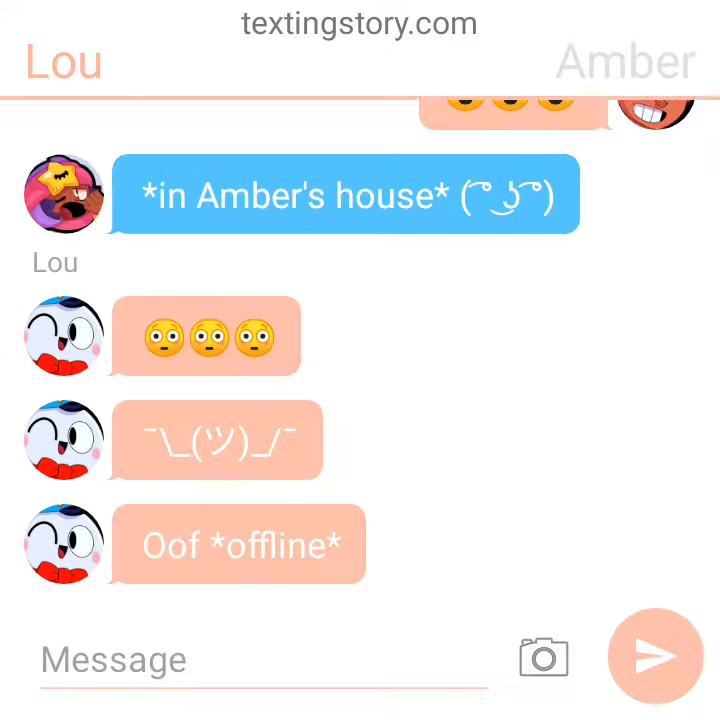 textingstory.com
Lou
Amber
😳😳😳
*in Amber's house* ( ͡° ͜ʖ ͡°)
Lou
😳😳😳
¯\_(ツ)_/¯
Oof *offline*
Message